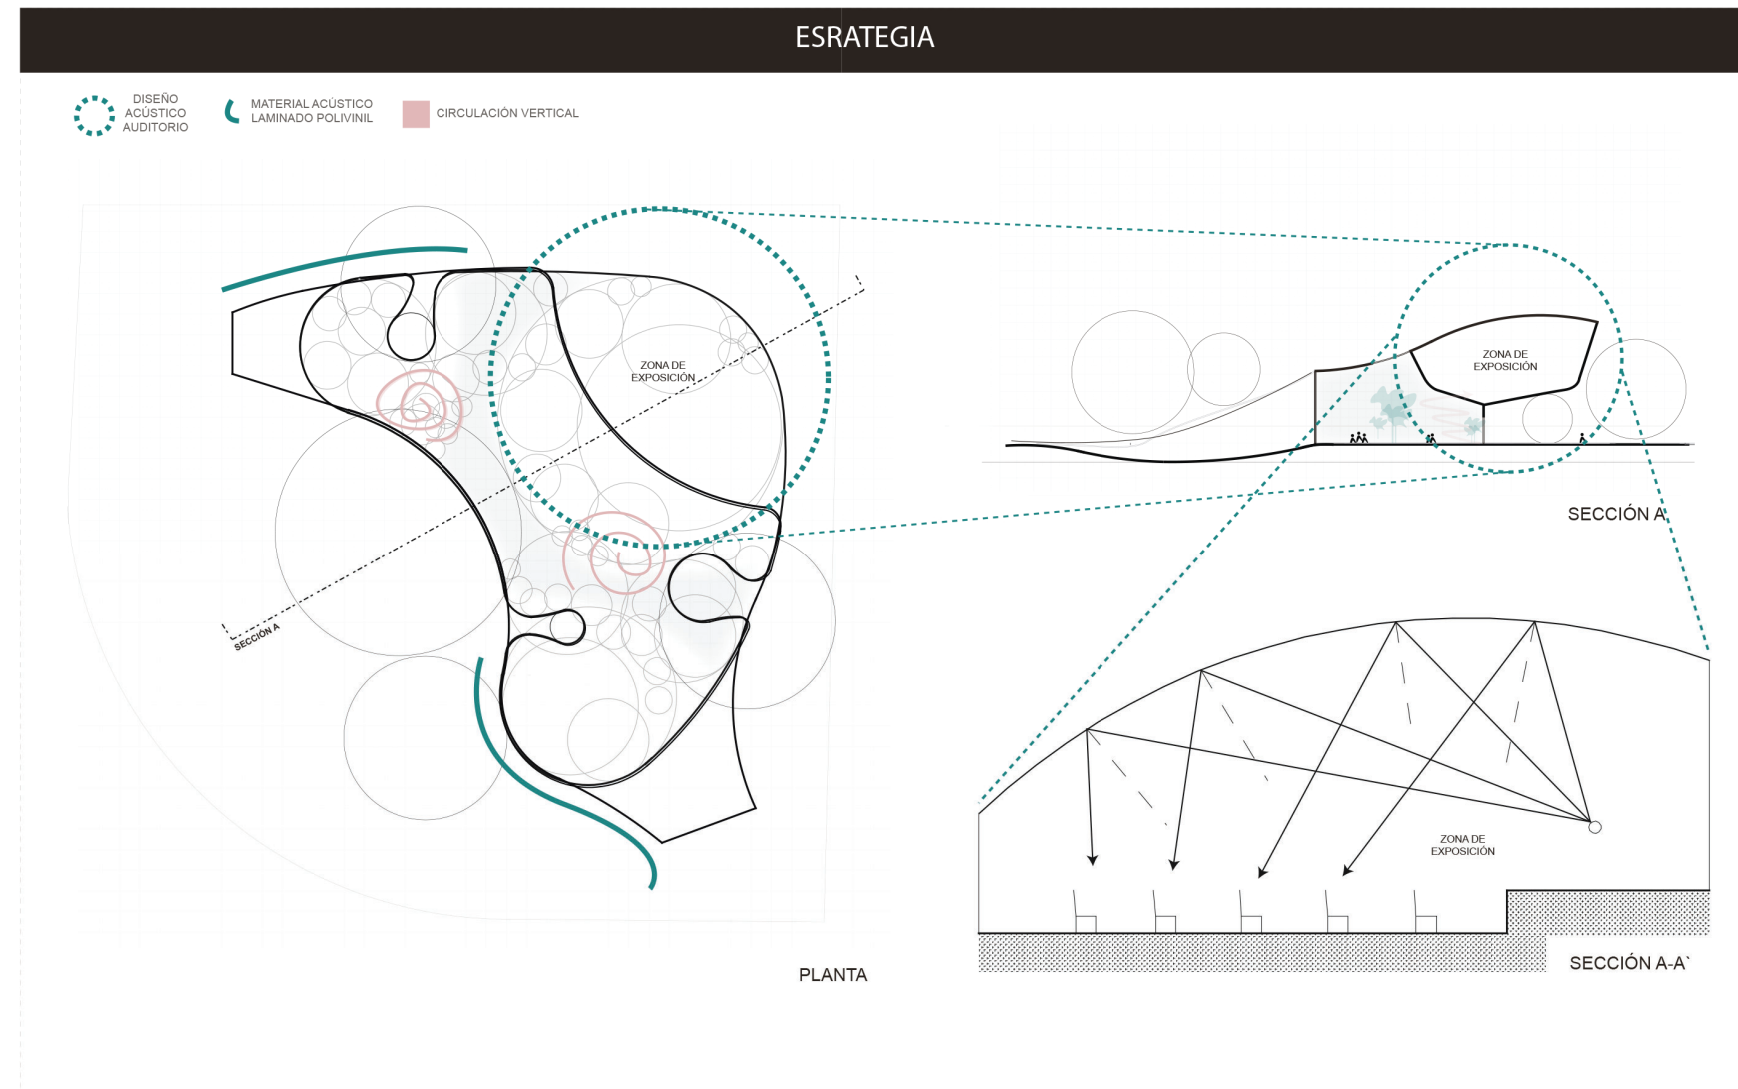 ESRATEGIA
DISEÑO
ACÚSTICO
AUDITORIO
MATERIAL ACÚSTICO
LAMINADO POLIVINIL
CIRCULACIÓN VERTICAL
ZONA DE
EXPOSICIÓN
SECCIÓN A
PLANTA
ZONA DE
EXPOSICIÓN
SECCIÓN A
ZONA DE
EXPOSICIÓN
SECCIÓN A-A`